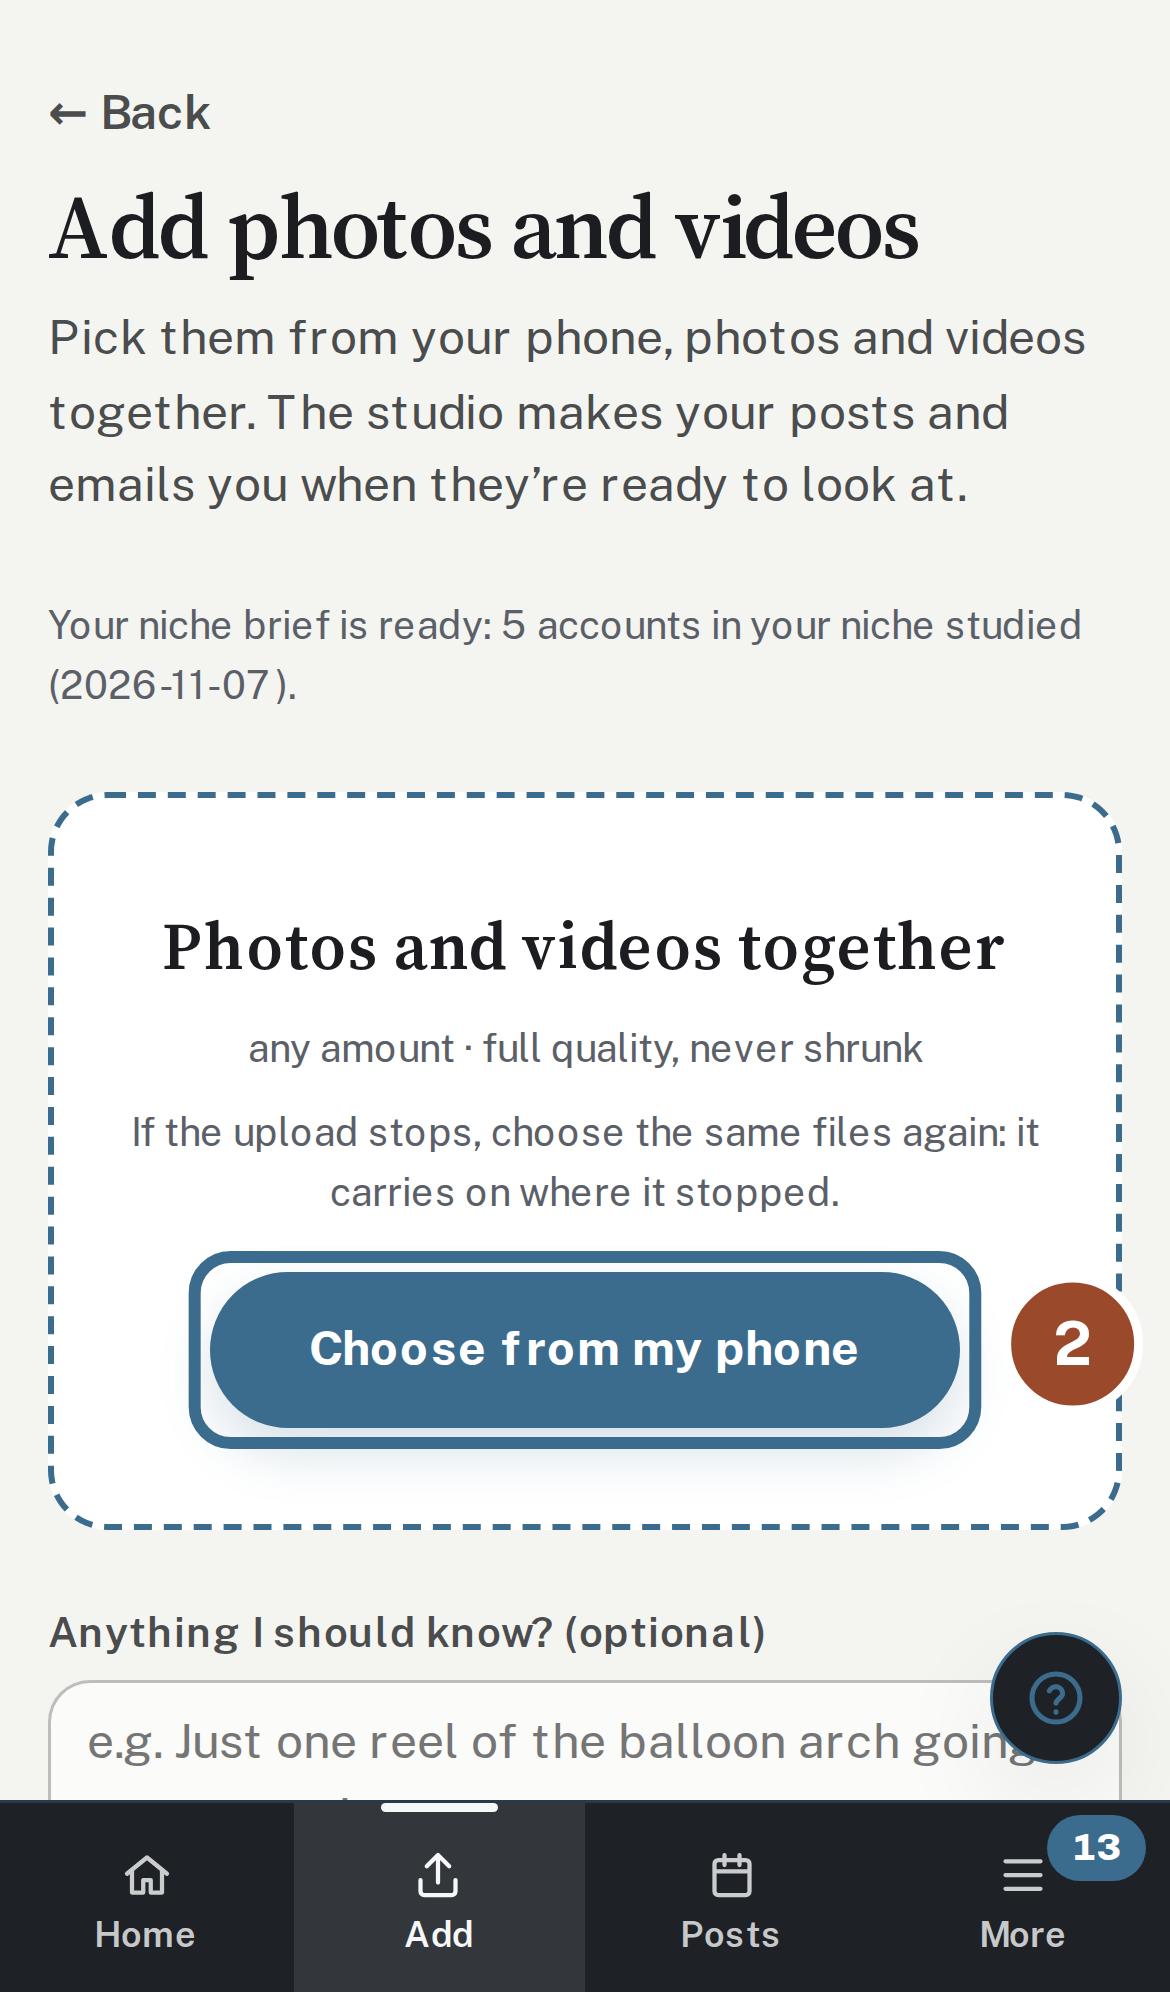 ← Back
Add photos and videos
Pick them from your phone, photos and videos
together. The studio makes your posts and
emails you when they’re ready to look at.
Your niche brief is ready: 5 accounts in your niche studied
(2026-11-07).
Photos and videos together
any amount · full quality, never shrunk
If the upload stops, choose the same files again: it
carries on where it stopped.
Choose from my phone
2
Anything I should know? (optional)
e.g. Just one reel of the balloon arch going
13
Home
Add
Posts
More